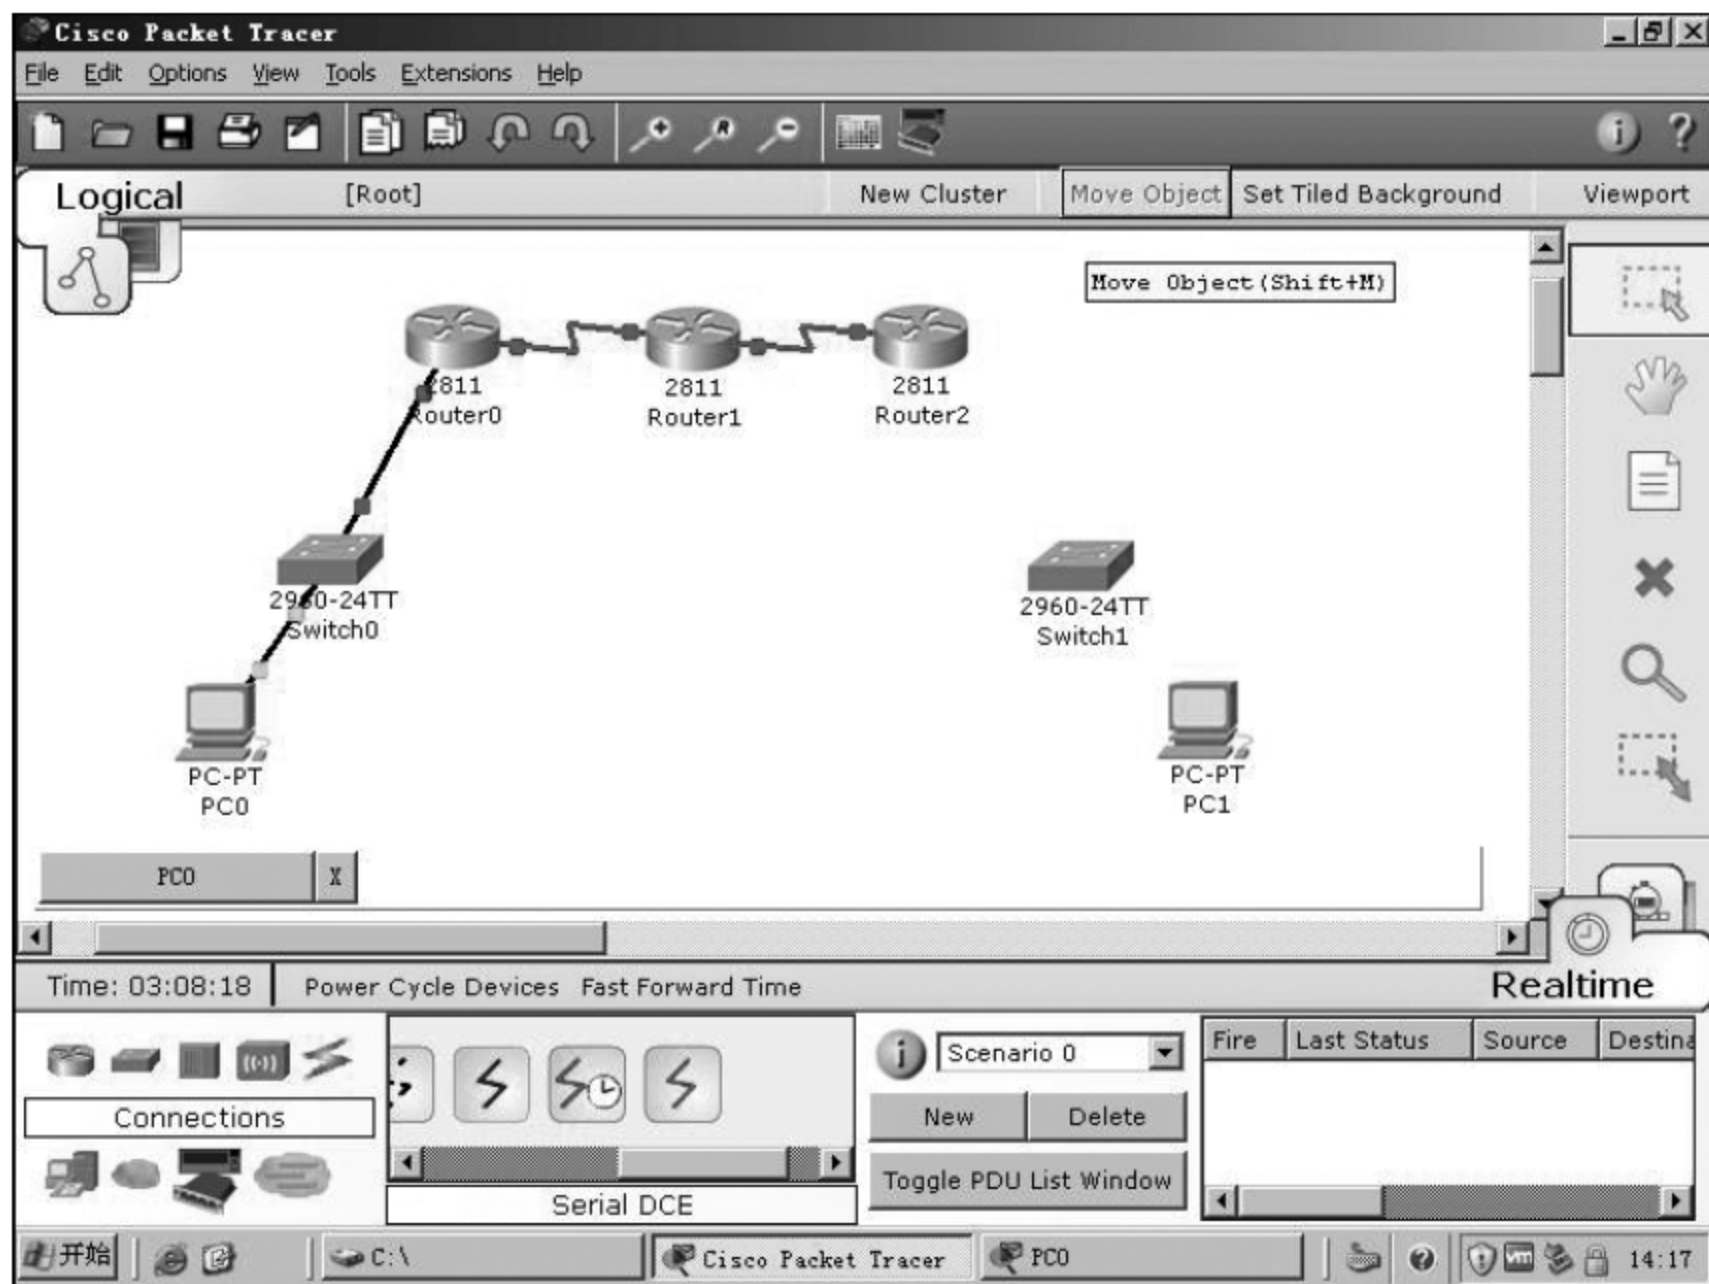 Cisco Packet Tracer
File Edit Options View Tools Extensions Help
Logical [Root] New Cluster Move Object Set Tiled Background Viewport
Move Object(Shift+M)
2811
Router0
2811
Router1
2811
Router2
2960-24TT
Switch0
2960-24TT
Switch1
PC-PT
PC0
PC-PT
PC1
PC0 X
Time: 03:08:18 Power Cycle Devices Fast Forward Time Realtime
Connections
Serial DCE
Scenario 0
New Delete
Toggle PDU List Window
Fire Last Status Source Destina
开始 C:\ Cisco Packet Tracer PC0 14:17